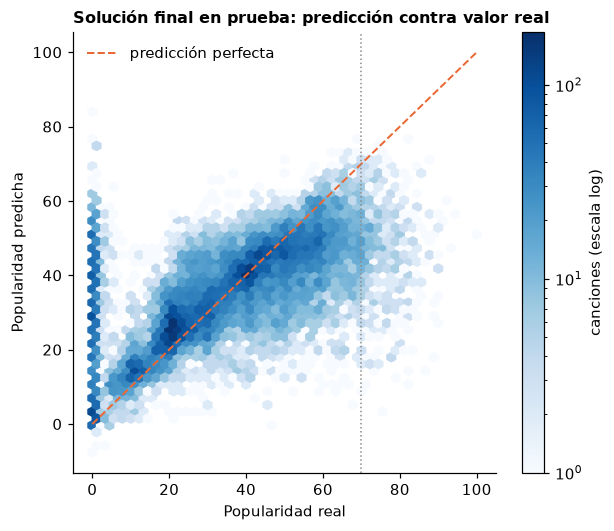 Solución final en prueba: predicción contra valor real
predicción perfecta
100
80
60
40
20
0
Popularidad predicha
0 20 40 60 80 100
Popularidad real
10²
10¹
10⁰
canciones (escala log)